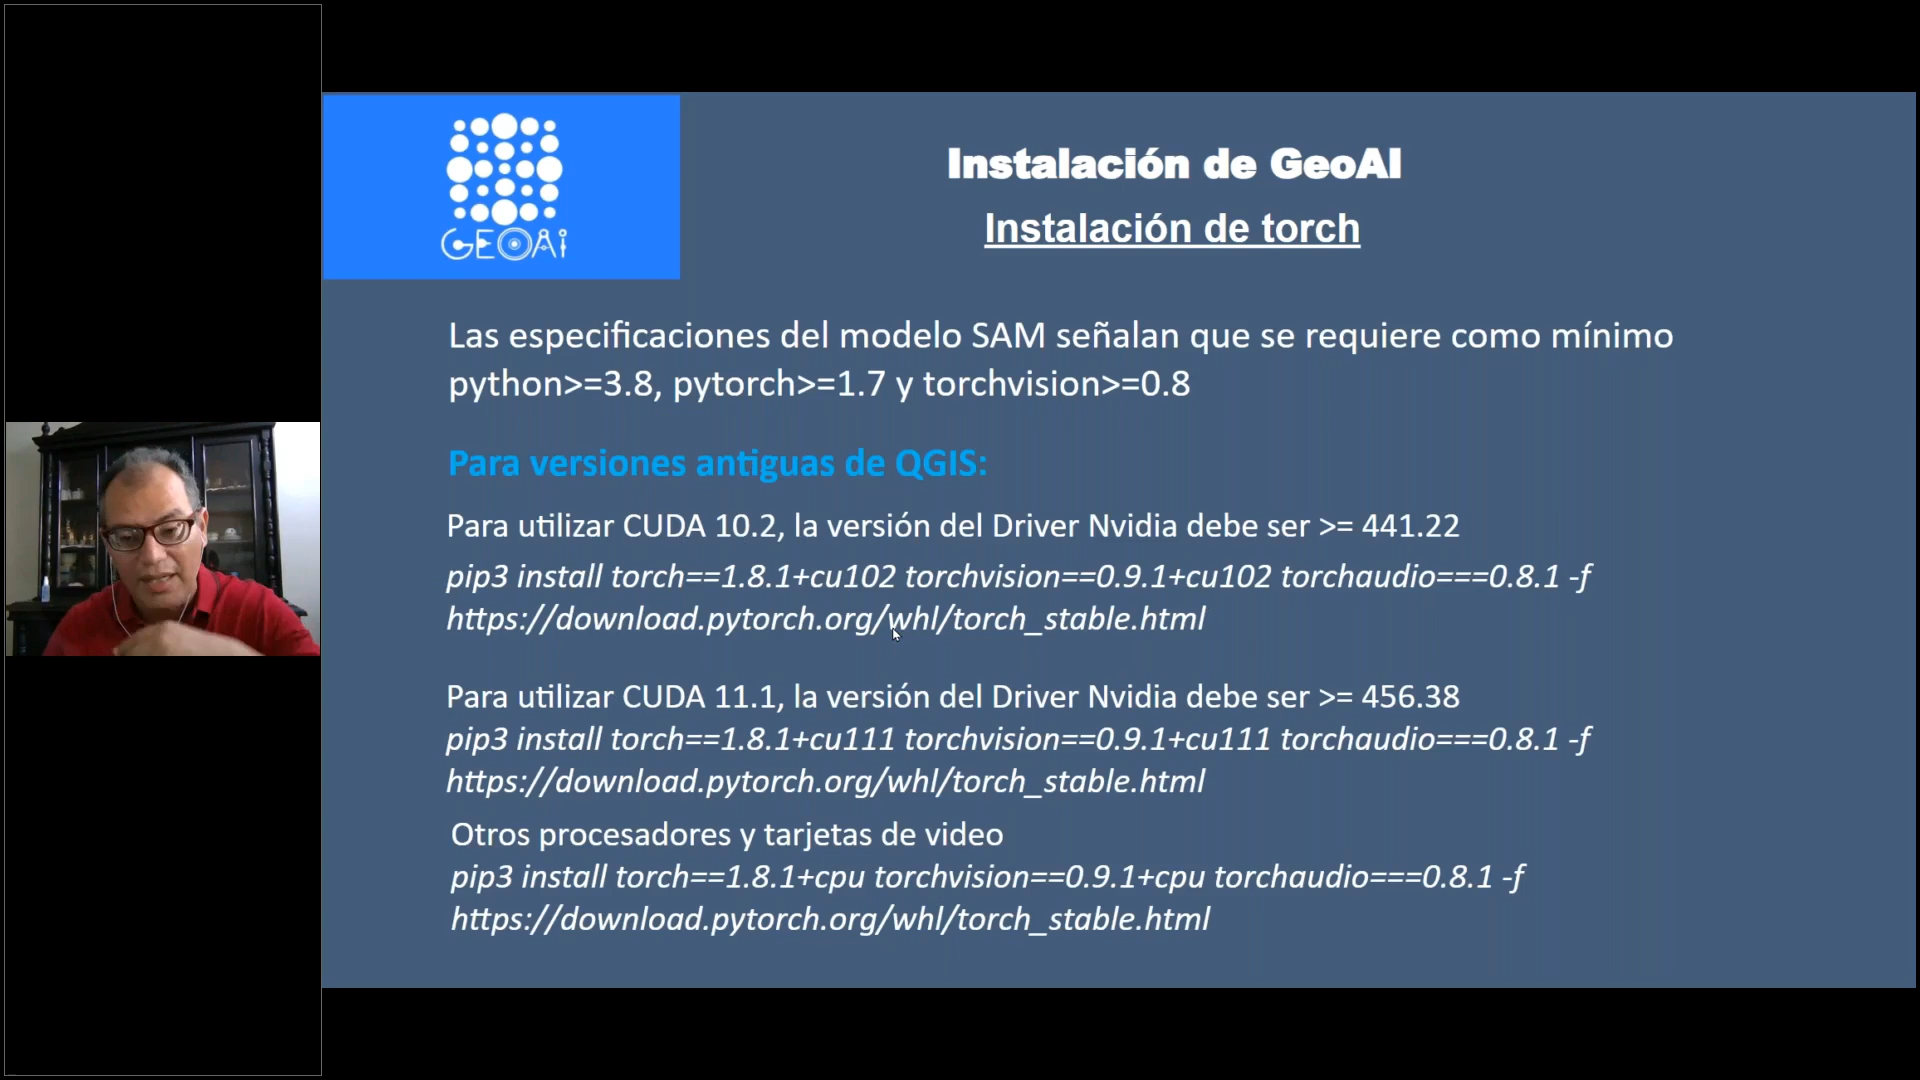 GEOAi
Instalación de GeoAI
Instalación de torch
Las especificaciones del modelo SAM señalan que se requiere como mínimo
python>=3.8, pytorch>=1.7 y torchvision>=0.8
Para versiones antiguas de QGIS:
Para utilizar CUDA 10.2, la versión del Driver Nvidia debe ser >= 441.22
pip3 install torch==1.8.1+cu102 torchvision==0.9.1+cu102 torchaudio===0.8.1 -f
https://download.pytorch.org/whl/torch_stable.html
Para utilizar CUDA 11.1, la versión del Driver Nvidia debe ser >= 456.38
pip3 install torch==1.8.1+cu111 torchvision==0.9.1+cu111 torchaudio===0.8.1 -f
https://download.pytorch.org/whl/torch_stable.html
Otros procesadores y tarjetas de video
pip3 install torch==1.8.1+cpu torchvision==0.9.1+cpu torchaudio===0.8.1 -f
https://download.pytorch.org/whl/torch_stable.html